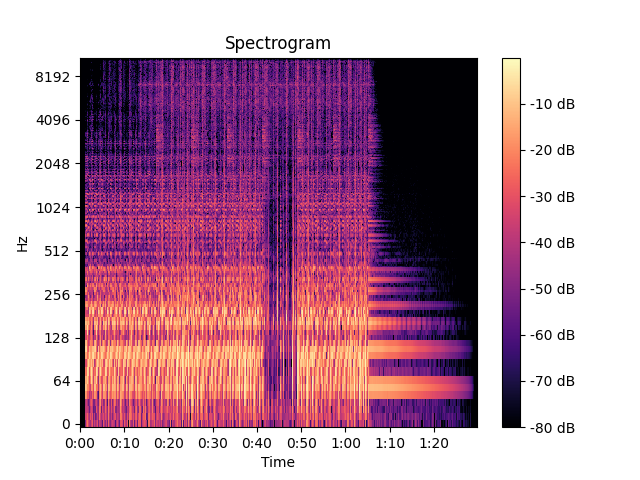 Spectrogram
8192
4096
2048
1024
512
256
128
64
0
Hz
0:00 0:10 0:20 0:30 0:40 0:50 1:00 1:10 1:20
Time
-10 dB
-20 dB
-30 dB
-40 dB
-50 dB
-60 dB
-70 dB
-80 dB